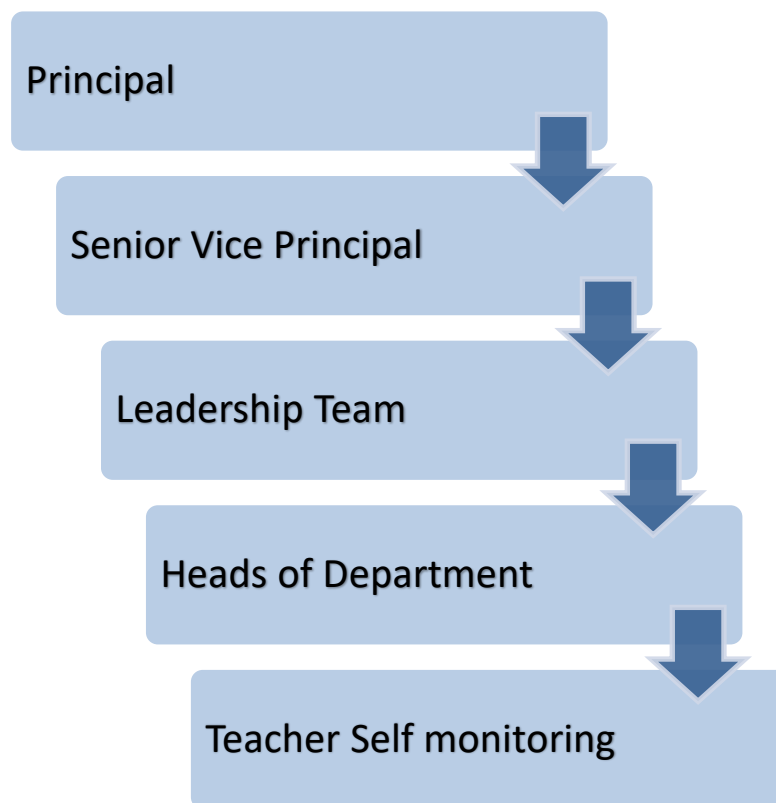 Principal
Senior Vice Principal
Leadership Team
Heads of Department
Teacher Self monitoring